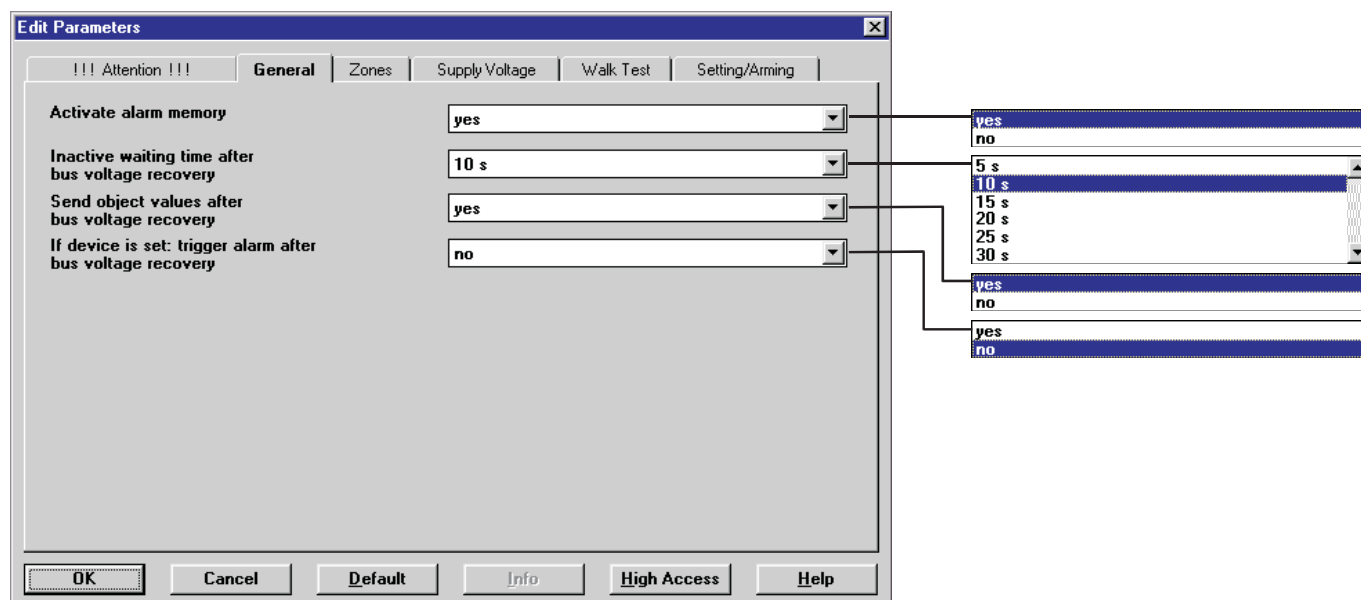 Edit Parameters
!!! Attention !!!
General
Zones
Supply Voltage
Walk Test
Setting/Arming
Activate alarm memory
yes
Inactive waiting time after
bus voltage recovery
10 s
Send object values after
bus voltage recovery
yes
If device is set: trigger alarm after
bus voltage recovery
no
yes
no
5 s
10 s
15 s
20 s
25 s
30 s
yes
no
yes
no
OK
Cancel
Default
Info
High Access
Help